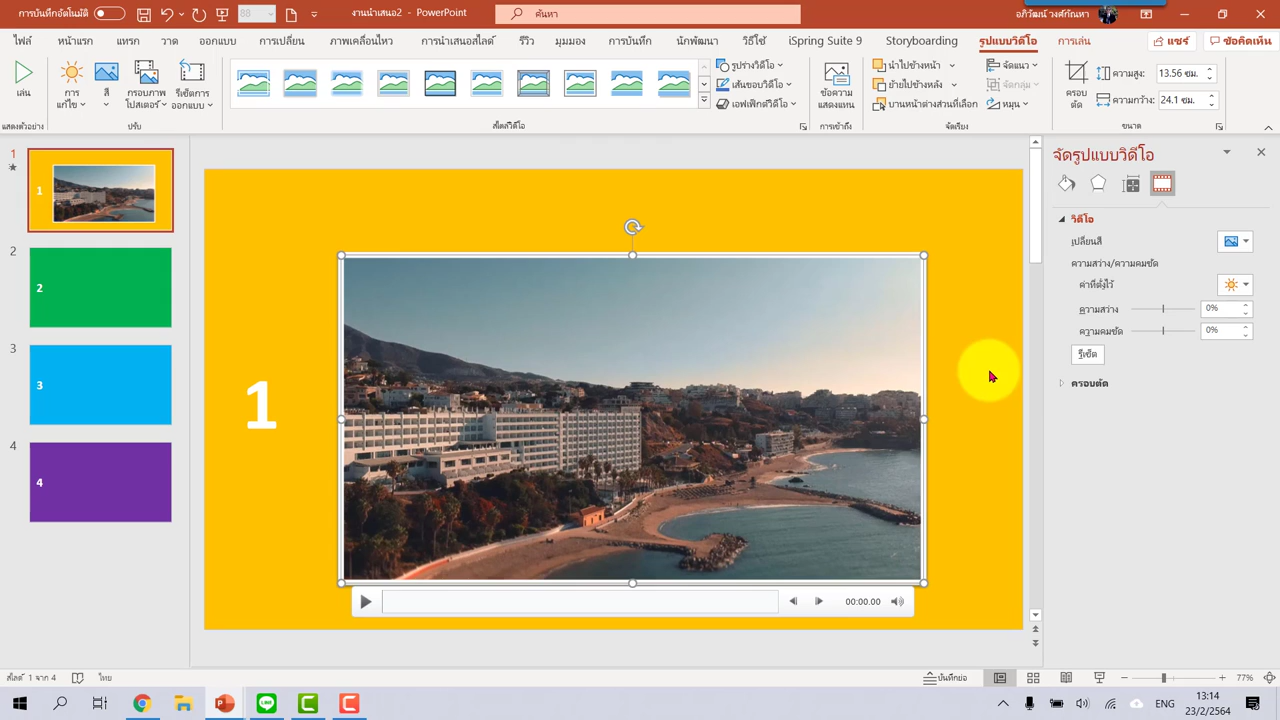 การบันทึกอัตโนมัติ
88
งานนำเสนอ2 - PowerPoint
ค้นหา
อภิวัฒน์ วงศ์กัณหา
ไฟล์ หน้าแรก แทรก วาด ออกแบบ การเปลี่ยน ภาพเคลื่อนไหว การนำเสนอสไลด์ รีวิว มุมมอง การบันทึก นักพัฒนา วิธีใช้ iSpring Suite 9 Storyboarding รูปแบบวิดีโอ การเล่น แชร์ ข้อคิดเห็น
เล่น
การแก้ไข
สี
กรอบภาพโปสเตอร์
รีเซ็ตการออกแบบ
รูปร่างวิดีโอ
เส้นขอบวิดีโอ
เอฟเฟ็กต์วิดีโอ
ข้อความแสดงแทน
นำไปข้างหน้า
ย้ายไปข้างหลัง
บานหน้าต่างส่วนที่เลือก
จัดแนว
จัดกลุ่ม
หมุน
ครอบตัด
ความสูง: 13.56 ซม.
ความกว้าง: 24.1 ซม.
แสดงตัวอย่าง ปรับ สไตล์วิดีโอ การเข้าถึง จัดเรียง ขนาด
1
1
2
2
3
3
4
4
1
00:00.00
จัดรูปแบบวิดีโอ
วิดีโอ
เปลี่ยนสี
ความสว่าง/ความคมชัด
ค่าที่ตั้งไว้
ความสว่าง 0%
ความคมชัด 0%
รีเซ็ต
ครอบตัด
สไลด์ 1 จาก 4 ไทย
บันทึกย่อ
77%
ENG
13:14
23/2/2564